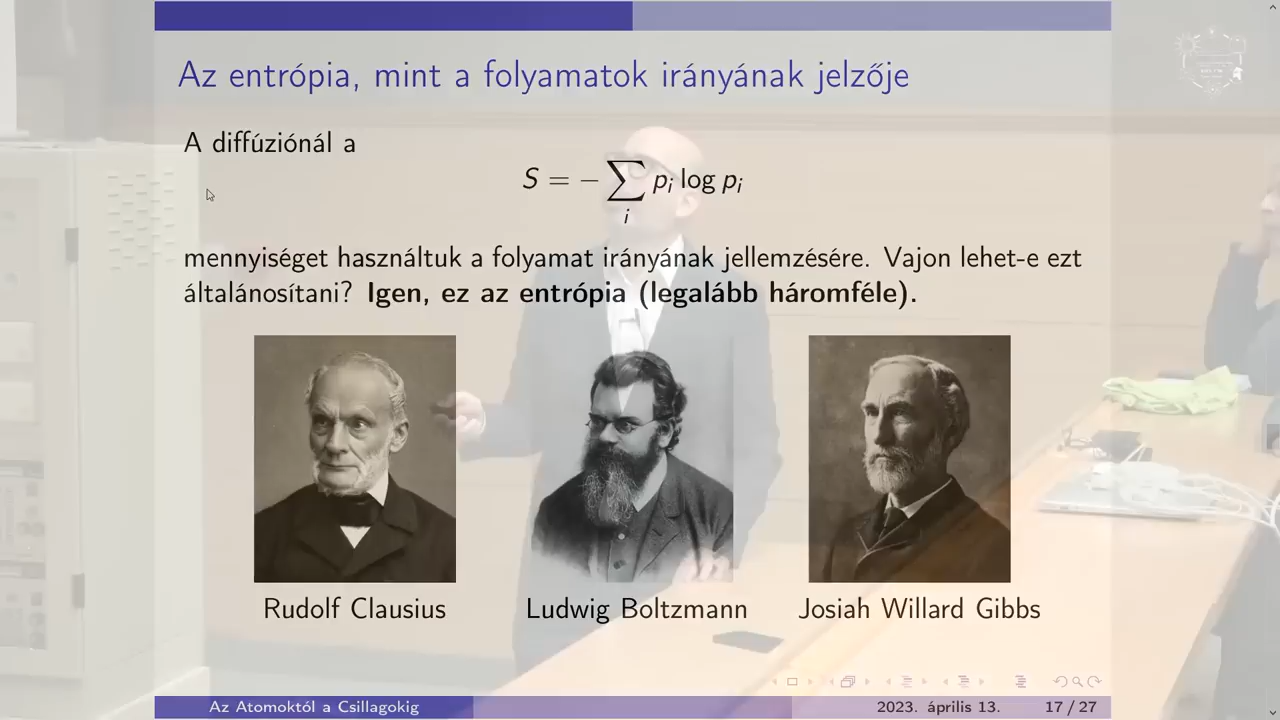 Az entrópia, mint a folyamatok irányának jelzője
A diffúziónál a
S = − ∑ pᵢ log pᵢ
i
mennyiséget használtuk a folyamat irányának jellemzésére. Vajon lehet-e ezt
általánosítani? Igen, ez az entrópia (legalább háromféle).
Rudolf Clausius
Ludwig Boltzmann
Josiah Willard Gibbs
Az Atomoktól a Csillagokig
2023. április 13.
17 / 27